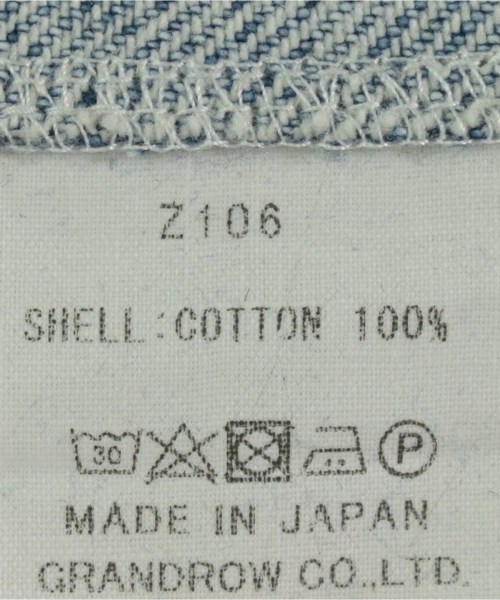 Z106
SHELL:COTTON 100%
30 P
MADE IN JAPAN
GRANDROW CO.,LTD.